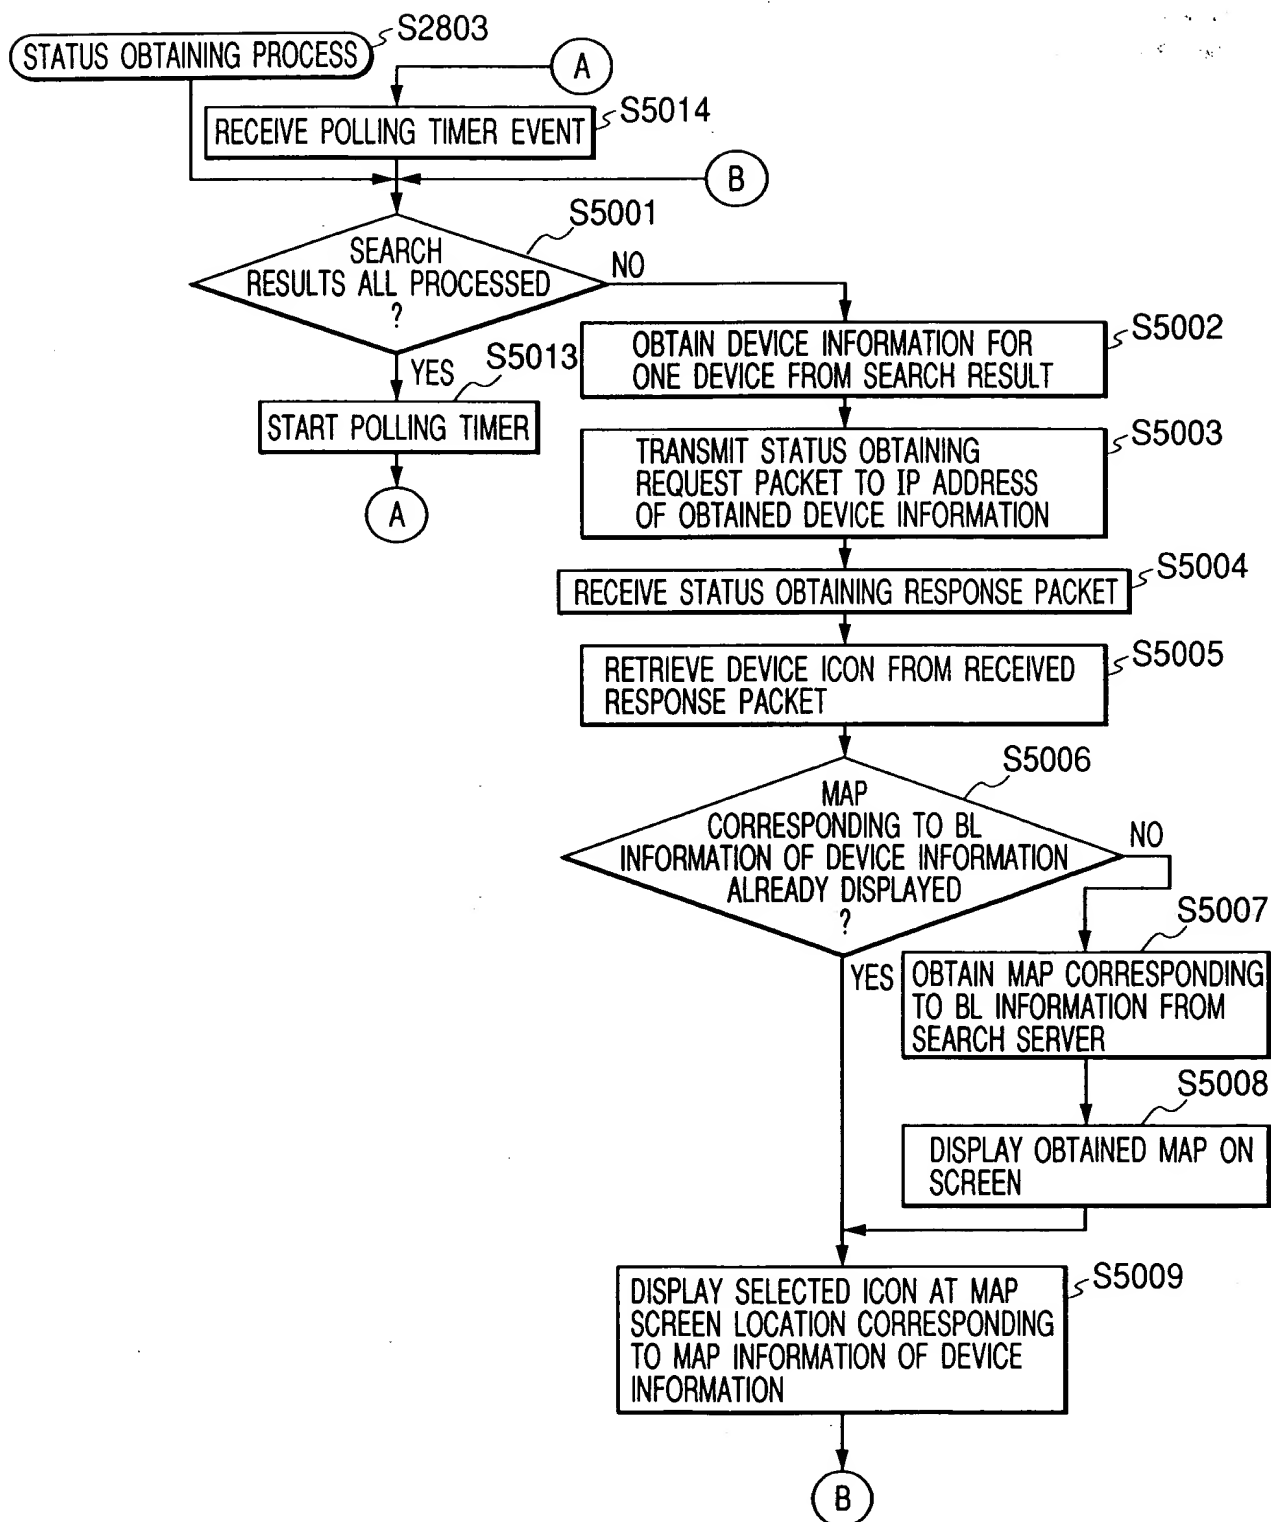 S2803
STATUS OBTAINING PROCESS
A
S5014
RECEIVE POLLING TIMER EVENT
B
S5001
SEARCH
RESULTS ALL PROCESSED
?
NO
YES
S5002
OBTAIN DEVICE INFORMATION FOR
ONE DEVICE FROM SEARCH RESULT
S5013
START POLLING TIMER
A
S5003
TRANSMIT STATUS OBTAINING
REQUEST PACKET TO IP ADDRESS
OF OBTAINED DEVICE INFORMATION
S5004
RECEIVE STATUS OBTAINING RESPONSE PACKET
S5005
RETRIEVE DEVICE ICON FROM RECEIVED
RESPONSE PACKET
S5006
MAP
CORRESPONDING TO BL
INFORMATION OF DEVICE INFORMATION
ALREADY DISPLAYED
?
NO
YES
S5007
OBTAIN MAP CORRESPONDING
TO BL INFORMATION FROM
SEARCH SERVER
S5008
DISPLAY OBTAINED MAP ON
SCREEN
S5009
DISPLAY SELECTED ICON AT MAP
SCREEN LOCATION CORRESPONDING
TO MAP INFORMATION OF DEVICE
INFORMATION
B